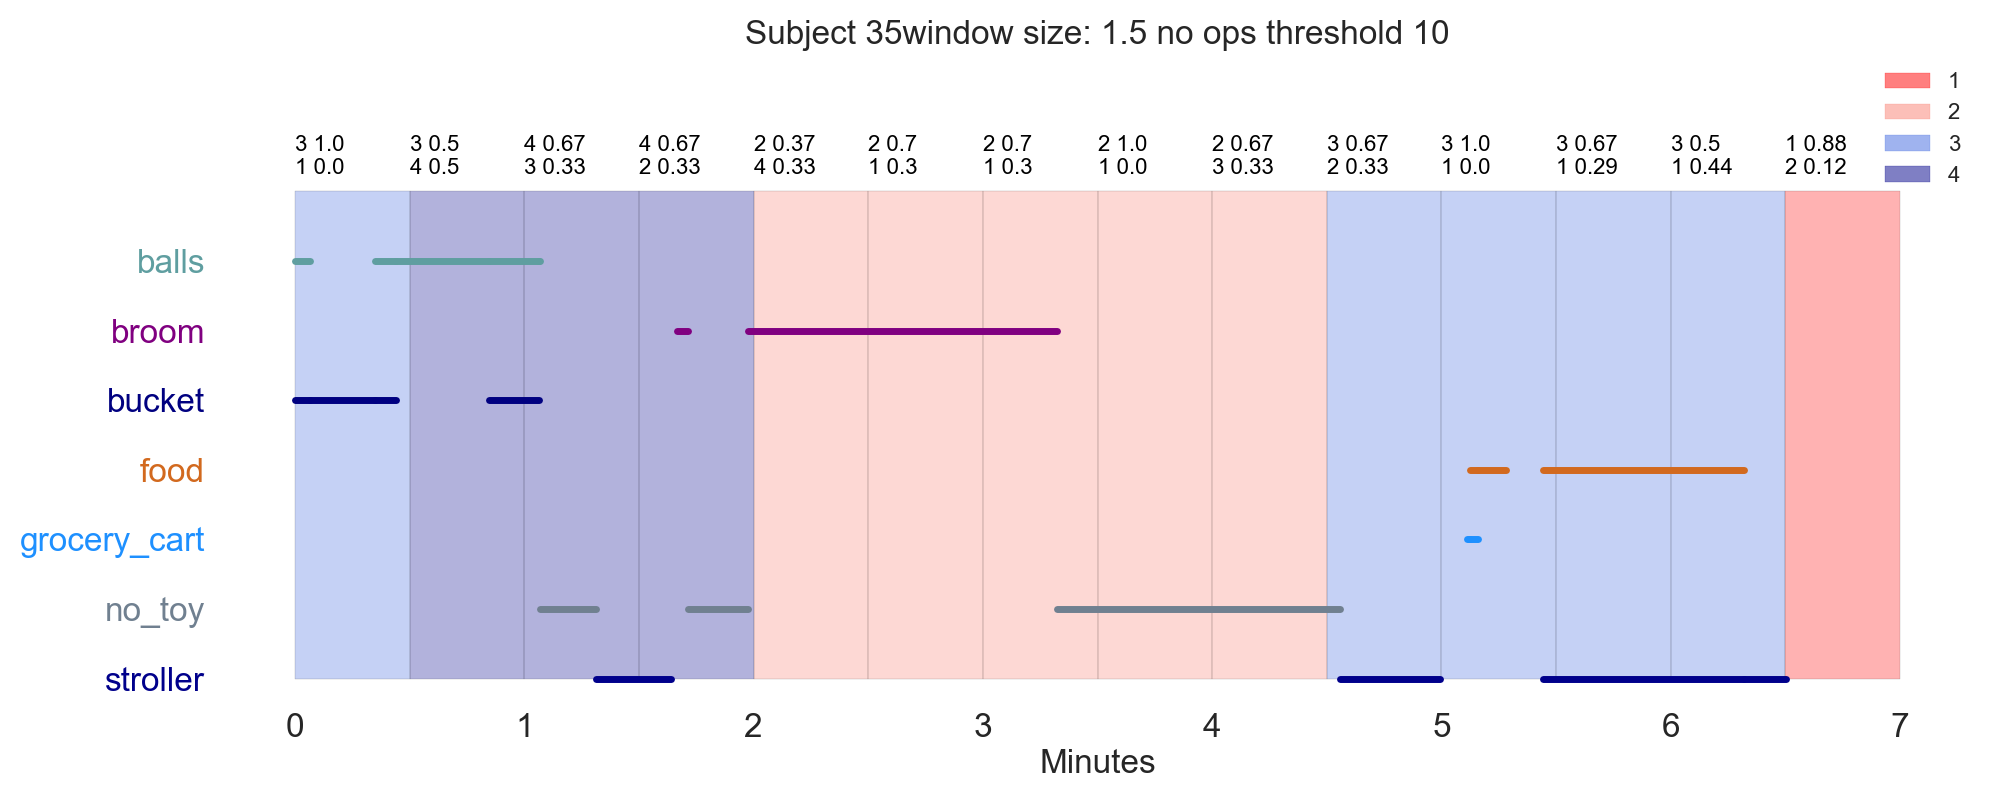 Subject 35window size: 1.5 no ops threshold 10
1
2
3
4
3 1.0 3 0.5 4 0.67 4 0.67 2 0.37 2 0.7 2 0.7 2 1.0 2 0.67 3 0.67 3 1.0 3 0.67 3 0.5 1 0.88
1 0.0 4 0.5 3 0.33 2 0.33 4 0.33 1 0.3 1 0.3 1 0.0 3 0.33 2 0.33 1 0.0 1 0.29 1 0.44 2 0.12
balls
broom
bucket
food
grocery_cart
no_toy
stroller
0 1 2 3 4 5 6 7
Minutes